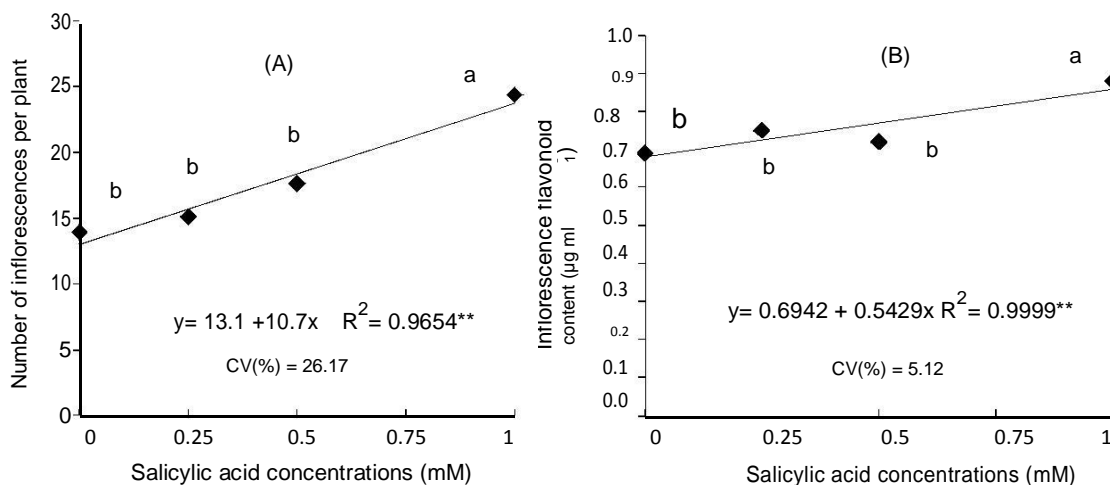 30
25
20
15
10
5
0
Number of inflorescences per plant
(A)
b
b
b
a
y= 13.1 +10.7x R²= 0.9654**
CV(%) = 26.17
0 0.25 0.5 0.75 1
Salicylic acid concentrations (mM)
1.0
0.9
0.8
0.7
0.6
0.5
0.4
0.3
0.2
0.1
0.0
Inflorescence flavonoid
content (µg ml
(B)
b
b
b
a
y= 0.6942 + 0.5429x R²= 0.9999**
CV(%) = 5.12
0 0.25 0.5 0.75 1
Salicylic acid concentrations (mM)